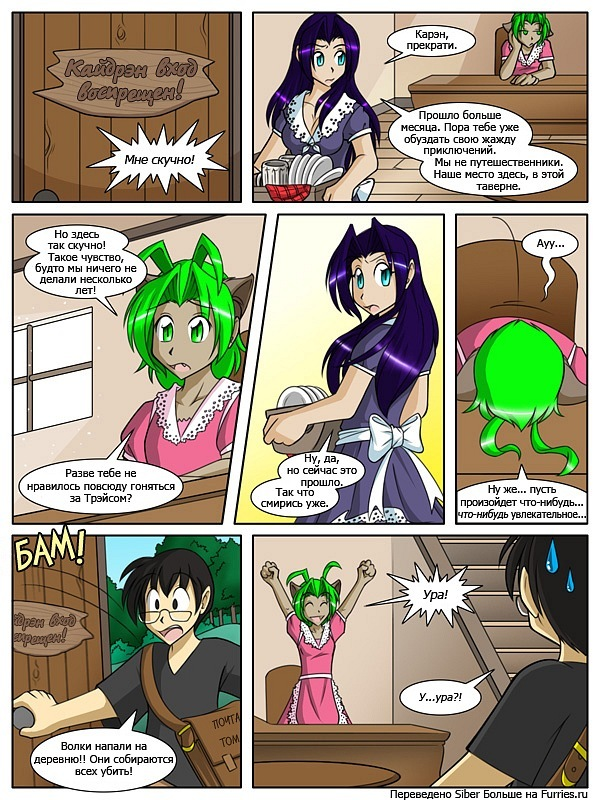 Кайдрэн вход
воспрещен!
Мне скучно!
Карэн,
прекрати.
Прошло больше
месяца. Пора тебе уже
обуздать свою жажду
приключений.
Мы не путешественники.
Наше место здесь, в этой
таверне.
Но здесь
так скучно!
Такое чувство,
будто мы ничего не
делали несколько
лет!
Разве тебе не
нравилось повсюду гоняться
за Трэйсом?
Ну, да,
но сейчас это
прошло.
Так что
смирись уже.
Ауу...
Ну же... пусть
произойдет что-нибудь...
что-нибудь увлекательное...
БАМ!
йдрэн вход
спрещен!
Волки напали на
деревню!! Они собираются
всех убить!
ПОЧТА
ТОМ
Ура!
У...ура?!
Переведено Siber Больше на Furries.ru